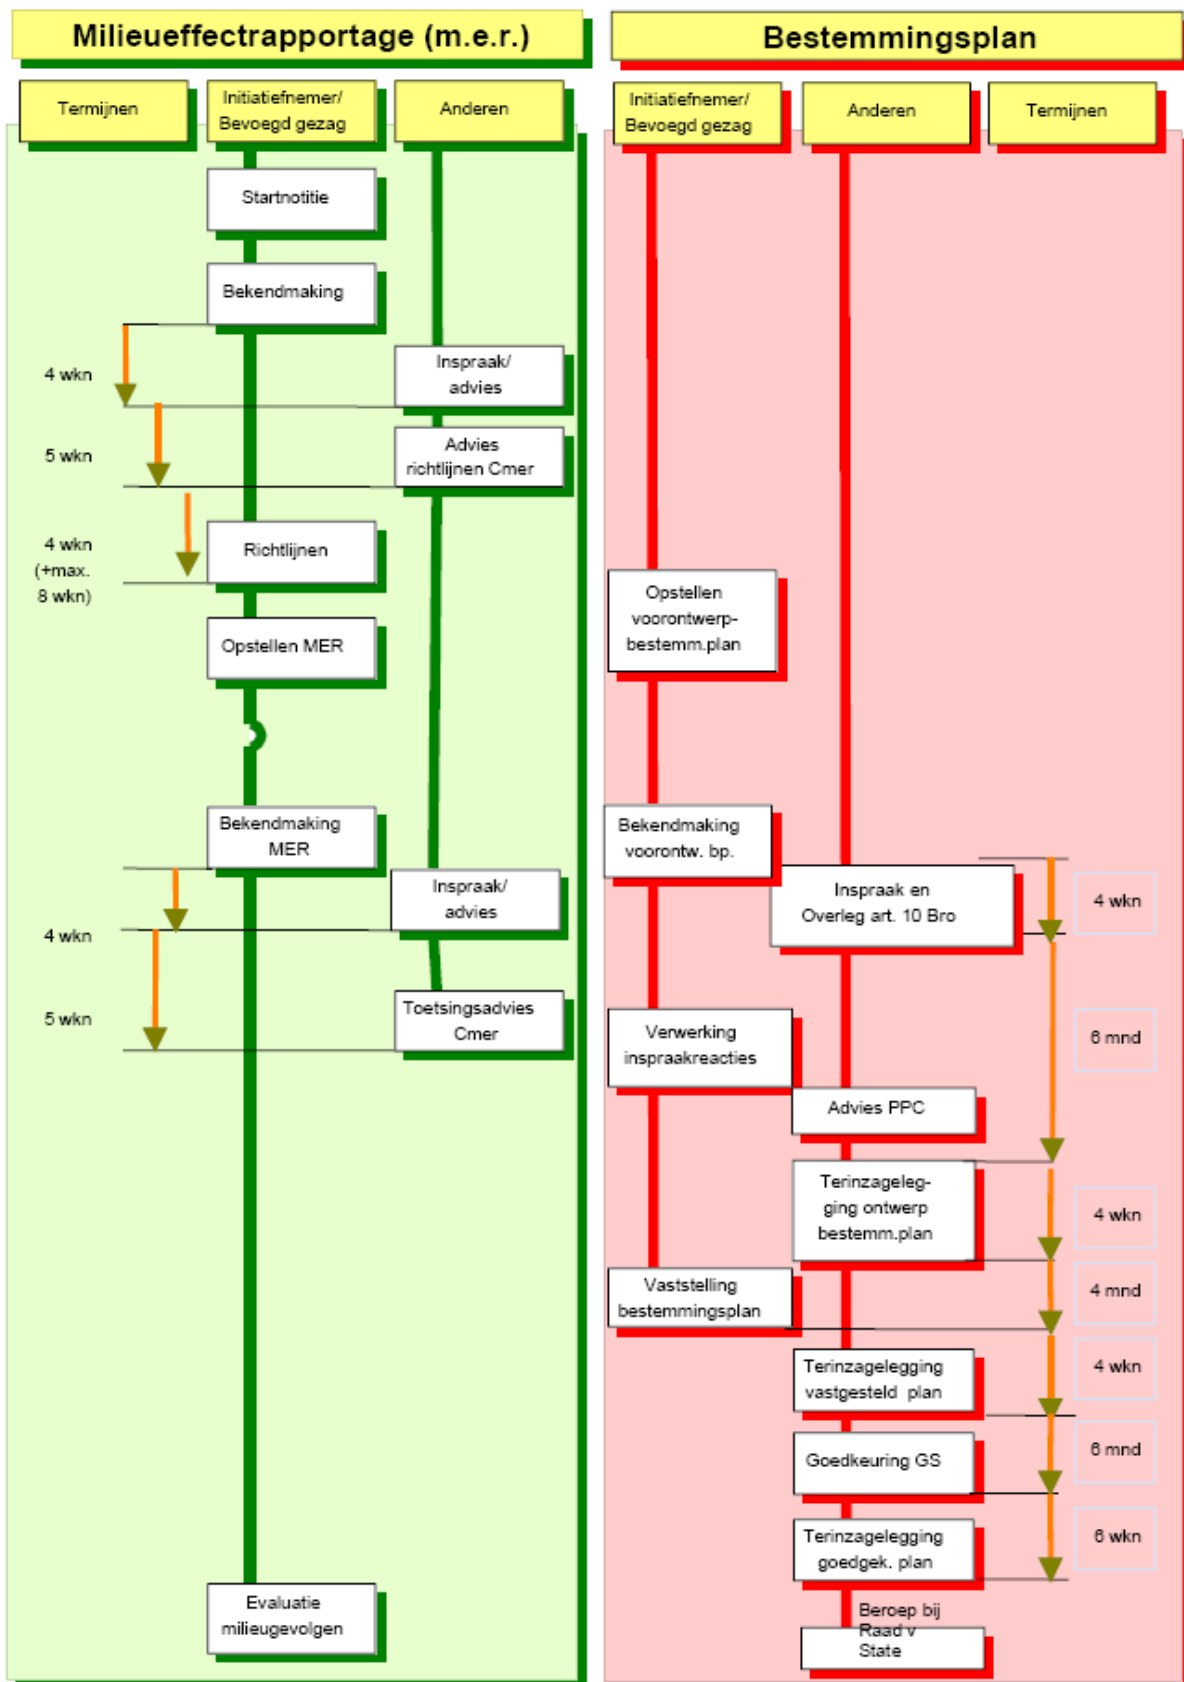 Milieueffectrapportage (m.e.r.)
Termijnen
Initiatiefnemer/
Bevoegd gezag
Anderen
Startnotitie
Bekendmaking
4 wkn
Inspraak/
advies
5 wkn
Advies
richtlijnen Cmer
4 wkn
(+max.
8 wkn)
Richtlijnen
Opstellen MER
Bekendmaking
MER
Inspraak/
advies
4 wkn
5 wkn
Toetsingsadvies
Cmer
Evaluatie
milieugevolgen
Bestemmingsplan
Initiatiefnemer/
Bevoegd gezag
Anderen
Termijnen
Opstellen
voorontwerp-
bestemm.plan
Bekendmaking
voorontw. bp.
Inspraak en
Overleg art. 10 Bro
4 wkn
Verwerking
inspraakreacties
6 mnd
Advies PPC
Terinzageleg-
ging ontwerp
bestemm.plan
4 wkn
Vaststelling
bestemmingsplan
4 mnd
Terinzagelegging
vastgesteld plan
4 wkn
Goedkeuring GS
6 mnd
Terinzagelegging
goedgek. plan
6 wkn
Beroep bij
Raad v
State